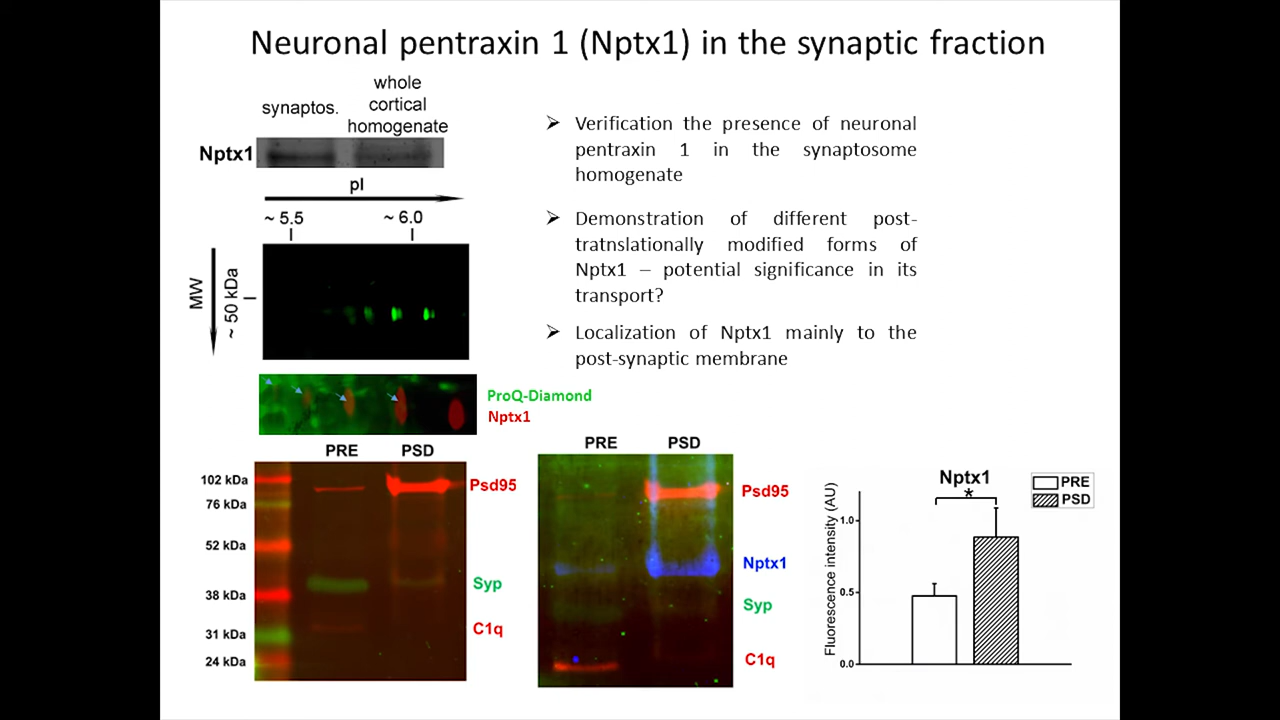 Neuronal pentraxin 1 (Nptx1) in the synaptic fraction
synaptos.
whole
cortical
homogenate
Nptx1
pI
~ 5.5
~ 6.0
MW
~ 50 kDa
ProQ-Diamond
Nptx1
➢ Verification the presence of neuronal
pentraxin 1 in the synaptosome
homogenate
➢ Demonstration of different post-
tratnslationally modified forms of
Nptx1 – potential significance in its
transport?
➢ Localization of Nptx1 mainly to the
post-synaptic membrane
PRE
PSD
102 kDa
76 kDa
52 kDa
38 kDa
31 kDa
24 kDa
Psd95
Syp
C1q
PRE
PSD
Psd95
Nptx1
Syp
C1q
Nptx1
*
PRE
PSD
Fluorescence intensity (AU)
1.0
0.5
0.0